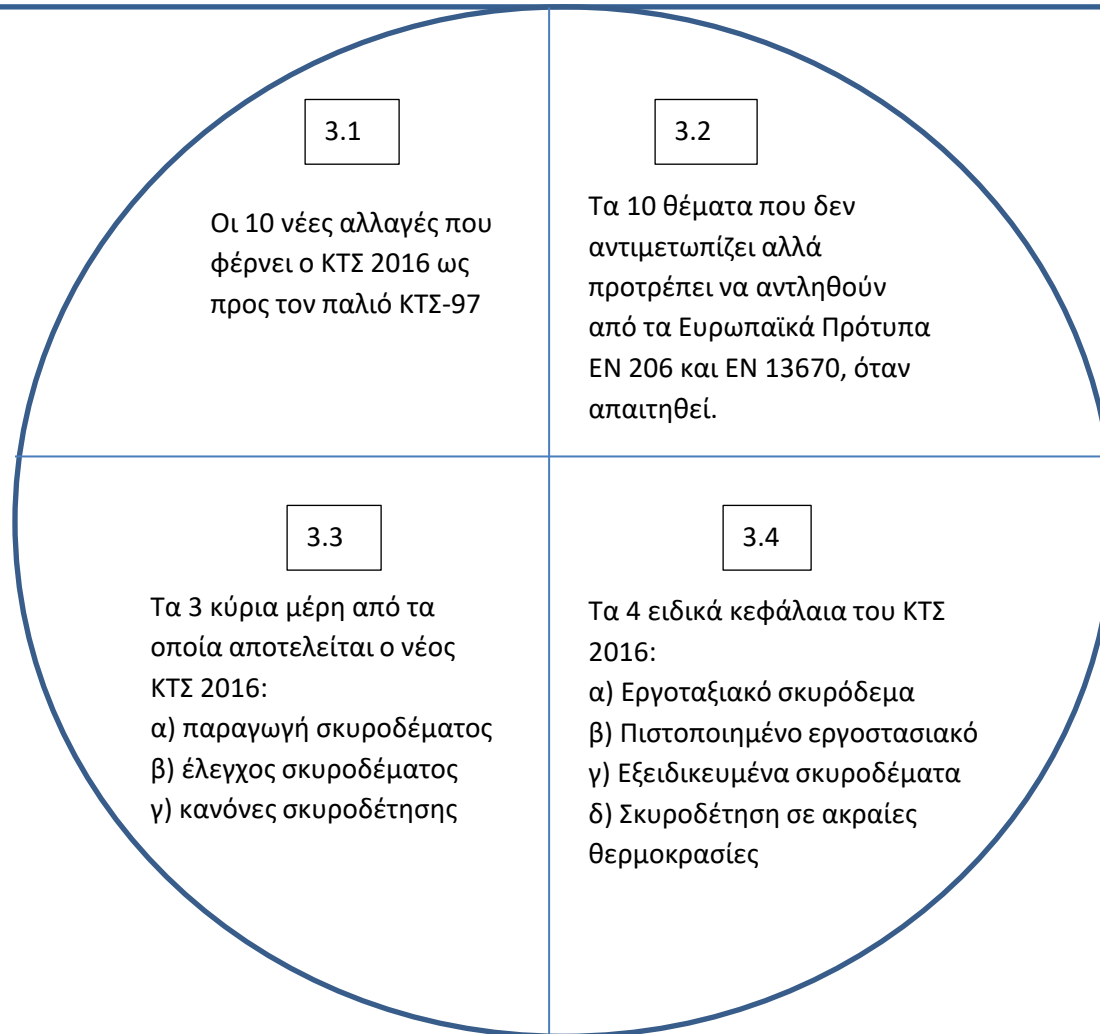 3.1
Οι 10 νέες αλλαγές που
φέρνει ο ΚΤΣ 2016 ως
προς τον παλιό ΚΤΣ-97
3.2
Τα 10 θέματα που δεν
αντιμετωπίζει αλλά
προτρέπει να αντληθούν
από τα Ευρωπαϊκά Πρότυπα
EN 206 και EN 13670, όταν
απαιτηθεί.
3.3
Τα 3 κύρια μέρη από τα
οποία αποτελείται ο νέος
ΚΤΣ 2016:
α) παραγωγή σκυροδέματος
β) έλεγχος σκυροδέματος
γ) κανόνες σκυροδέτησης
3.4
Τα 4 ειδικά κεφάλαια του ΚΤΣ
2016:
α) Εργοταξιακό σκυρόδεμα
β) Πιστοποιημένο εργοστασιακό
γ) Εξειδικευμένα σκυροδέματα
δ) Σκυροδέτηση σε ακραίες
θερμοκρασίες